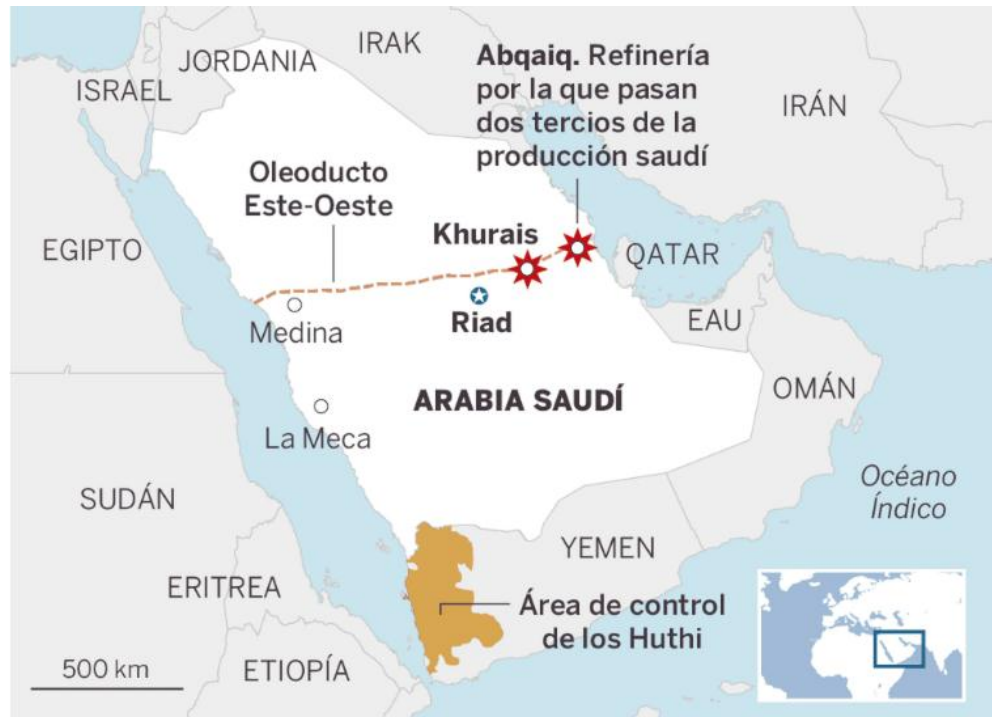 IRAK
JORDANIA
ISRAEL
Abqaiq. Refinería
por la que pasan
dos tercios de la
producción saudí
IRÁN
Oleoducto
Este-Oeste
EGIPTO
Khurais
QATAR
Medina
Riad
EAU
ARABIA SAUDÍ
OMÁN
La Meca
Océano
Índico
SUDÁN
YEMEN
ERITREA
Área de control
de los Huthi
500 km
ETIOPÍA